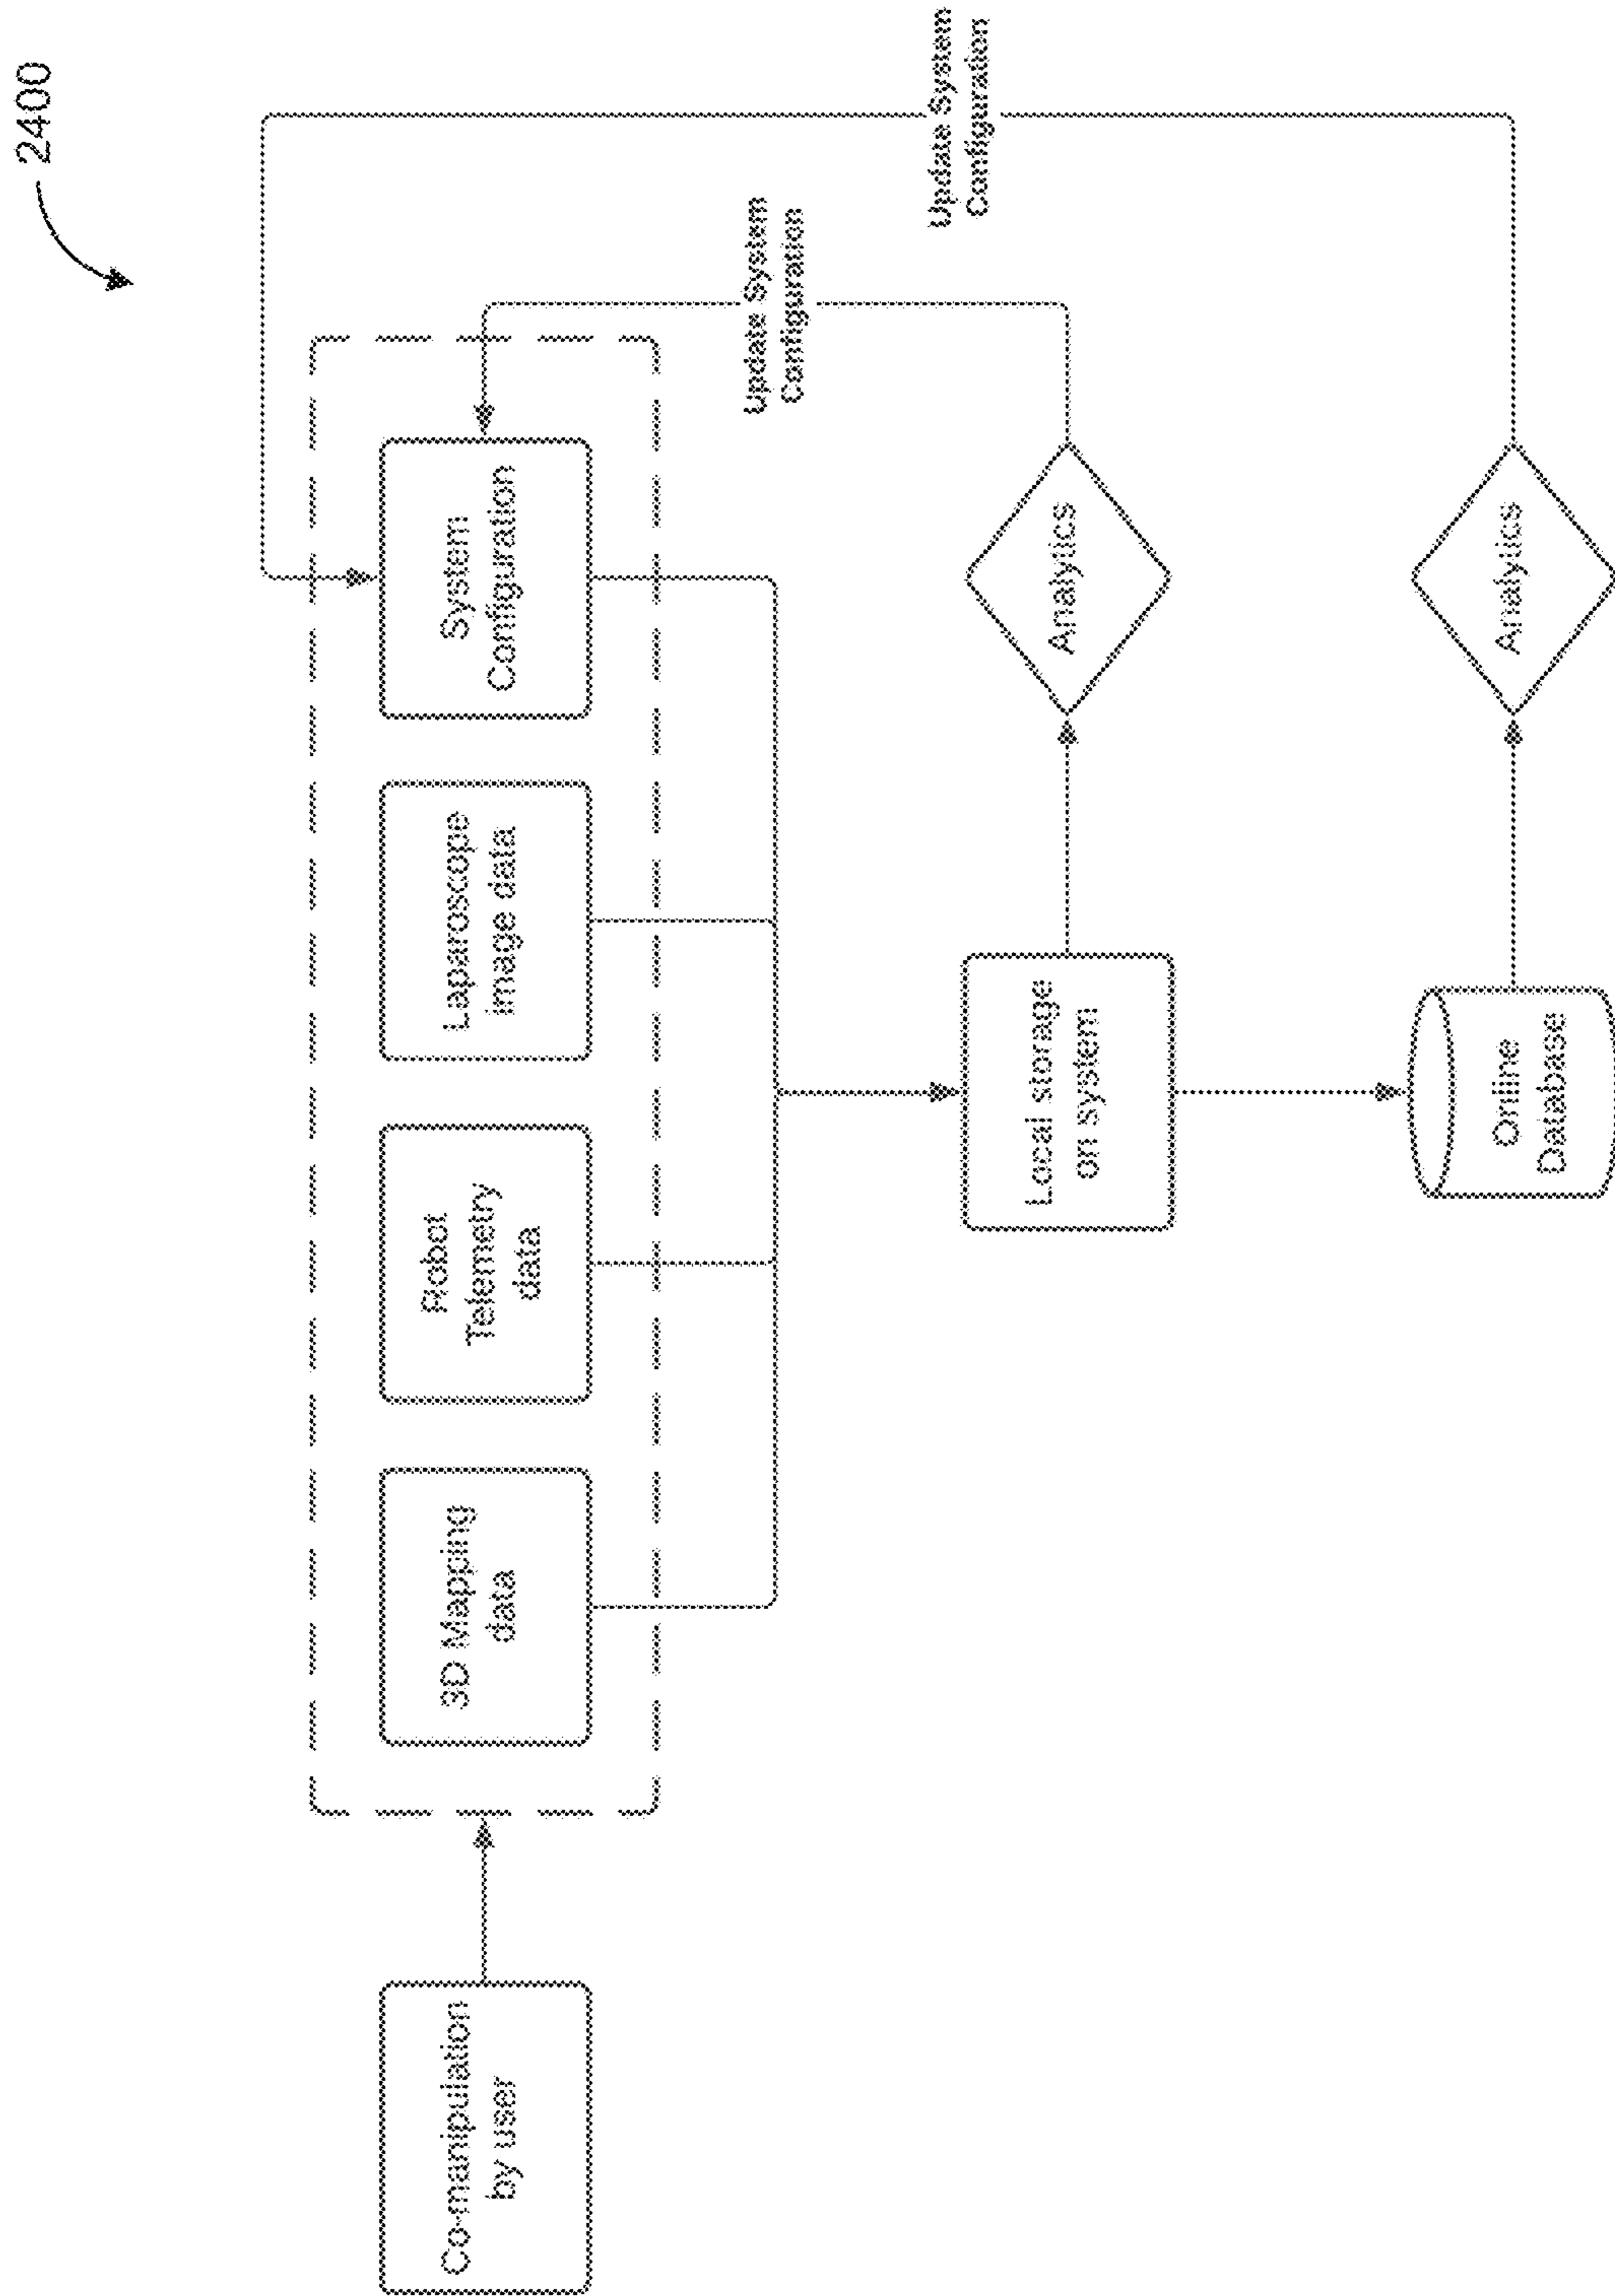 2400
Co-manipulation
by user
3D Mapping
data
Robot
Telemetry
data
Laparoscope
image data
System
Configuration
Update System
Configuration
Update System
Configuration
Local storage
on system
Analytics
Online
Database
Analytics